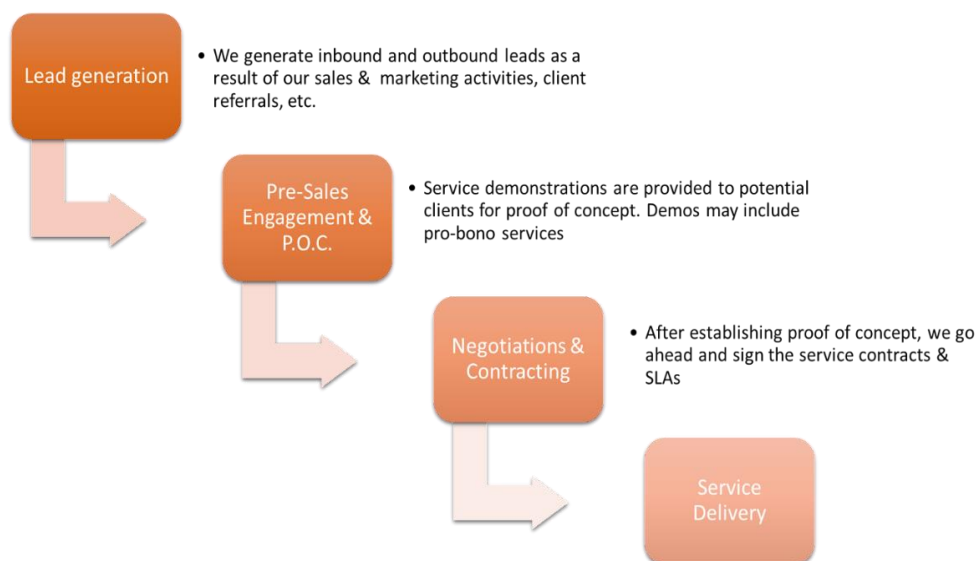 Lead generation
• We generate inbound and outbound leads as a
result of our sales & marketing activities, client
referrals, etc.
Pre-Sales
Engagement &
P.O.C.
• Service demonstrations are provided to potential
clients for proof of concept. Demos may include
pro-bono services
Negotiations &
Contracting
• After establishing proof of concept, we go
ahead and sign the service contracts &
SLAs
Service
Delivery